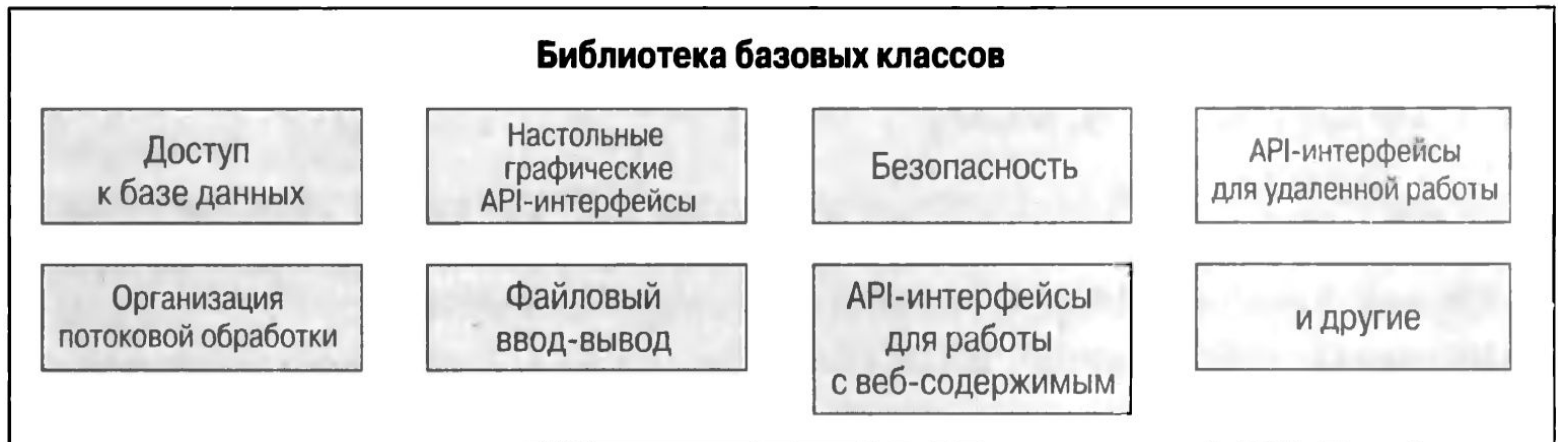 Библиотека базовых классов
Доступ
к базе данных
Настольные
графические
API-интерфейсы
Безопасность
API-интерфейсы
для удаленной работы
Организация
потоковой обработки
Файловый
ввод-вывод
API-интерфейсы
для работы
с веб-содержимым
и другие